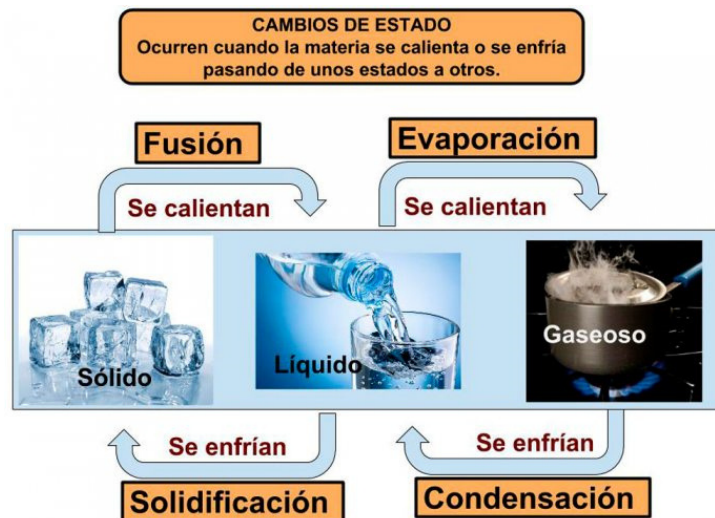 CAMBIOS DE ESTADO
Ocurren cuando la materia se calienta o se enfría
pasando de unos estados a otros.
Fusión
Evaporación
Se calientan
Se calientan
Sólido
Líquido
Gaseoso
Se enfrían
Se enfrían
Solidificación
Condensación